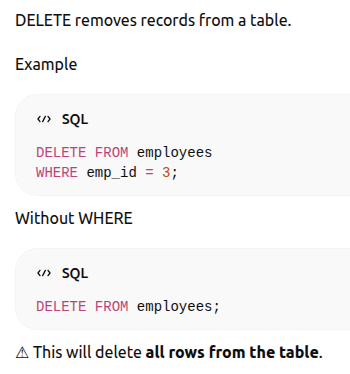 DELETE removes records from a table.
Example
</> SQL
DELETE FROM employees
WHERE emp_id = 3;
Without WHERE
</> SQL
DELETE FROM employees;
⚠ This will delete all rows from the table.